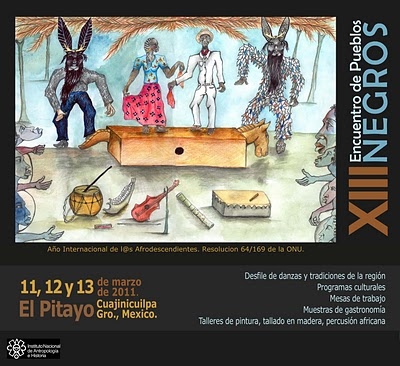 XIII Encuentro de Pueblos
NEGROS
Año Internacional de l@s Afrodescendientes. Resolucion 64/169 de la ONU.
11, 12 y 13 de marzo
de 2011.
El Pitayo Cuajinicuilpa
Gro., Mexico.
Desfile de danzas y tradiciones de la región
Programas culturales
Mesas de trabajo
Muestras de gastronomía
Talleres de pintura, tallado en madera, percusión africana
Instituto Nacional
de Antropología
e Historia